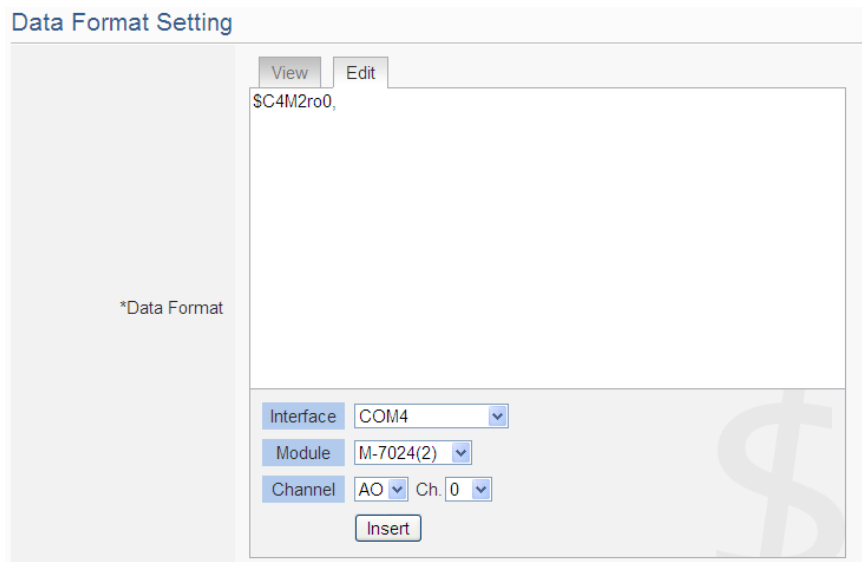 Data Format Setting
View Edit
$C4M2ro0,
*Data Format
Interface COM4
Module M-7024(2)
Channel AO Ch. 0
Insert
$